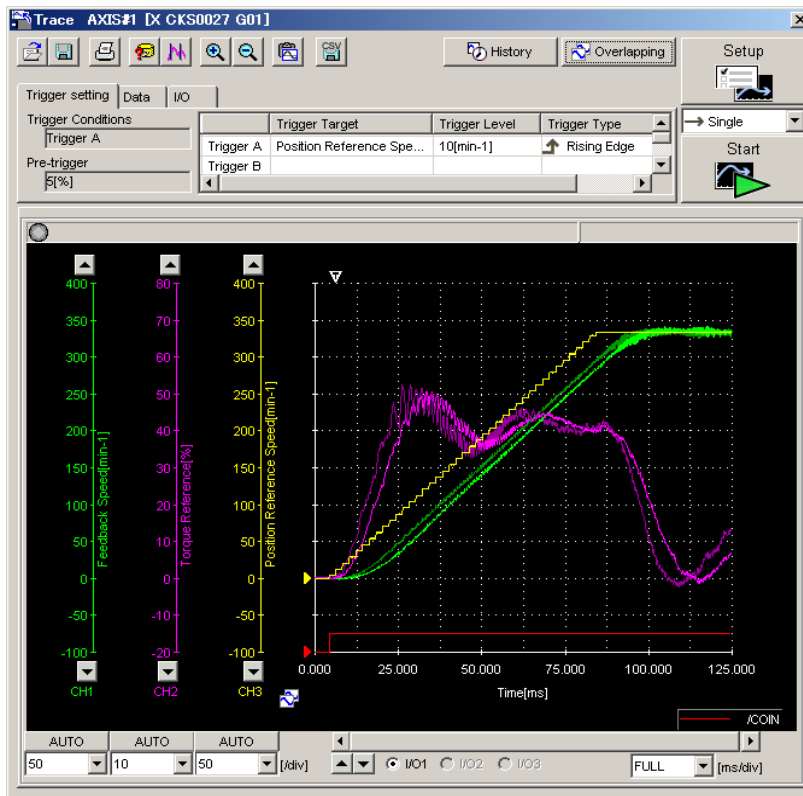 Trace AXIS#1 [X CKS0027 G01]
CSV
History
Overlapping
Setup
Trigger setting
Data
I/O
Trigger Conditions
Trigger A
Pre-trigger
5[%]
Trigger Target
Trigger Level
Trigger Type
Trigger A
Position Reference Spe...
10[min-1]
Rising Edge
Trigger B
Single
Start
T
400
350
300
250
200
150
100
50
0
-50
-100
Feedback Speed[min-1]
CH1
80
70
60
50
40
30
20
10
0
-10
-20
Torque Reference[%]
CH2
400
350
300
250
200
150
100
50
0
-50
-100
Position Reference Speed[min-1]
CH3
0.000 25.000 50.000 75.000 100.000 125.000
Time[ms]
/COIN
AUTO AUTO AUTO
50 10 50 [/div]
I/O1 I/O2 I/O3
FULL [ms/div]